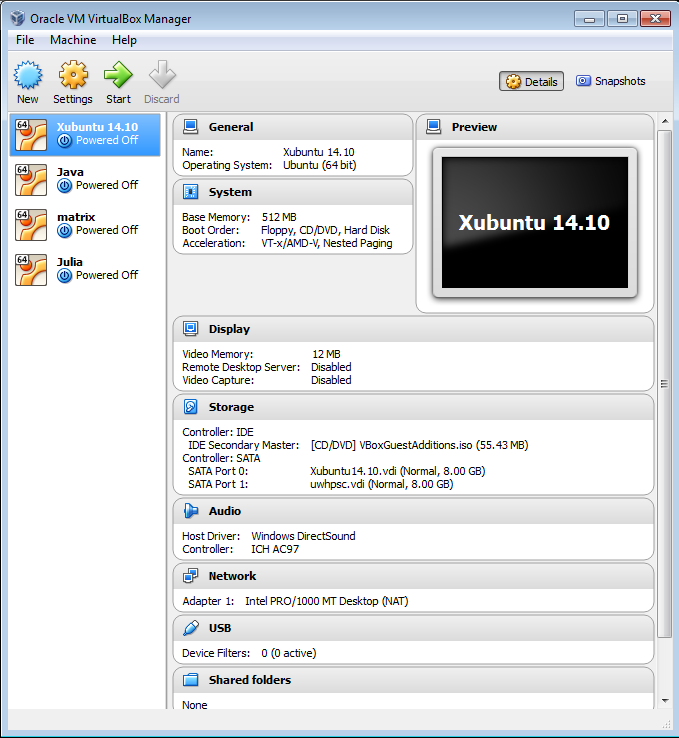 Oracle VM VirtualBox Manager
File Machine Help
New Settings Start Discard
Details Snapshots
64 Xubuntu 14.10
Powered Off
64 Java
Powered Off
64 matrix
Powered Off
64 Julia
Powered Off
General
Name: Xubuntu 14.10
Operating System: Ubuntu (64 bit)
System
Base Memory: 512 MB
Boot Order: Floppy, CD/DVD, Hard Disk
Acceleration: VT-x/AMD-V, Nested Paging
Preview
Xubuntu 14.10
Display
Video Memory: 12 MB
Remote Desktop Server: Disabled
Video Capture: Disabled
Storage
Controller: IDE
IDE Secondary Master: [CD/DVD] VBoxGuestAdditions.iso (55.43 MB)
Controller: SATA
SATA Port 0: Xubuntu14.10.vdi (Normal, 8.00 GB)
SATA Port 1: uwhpsc.vdi (Normal, 8.00 GB)
Audio
Host Driver: Windows DirectSound
Controller: ICH AC97
Network
Adapter 1: Intel PRO/1000 MT Desktop (NAT)
USB
Device Filters: 0 (0 active)
Shared folders
None